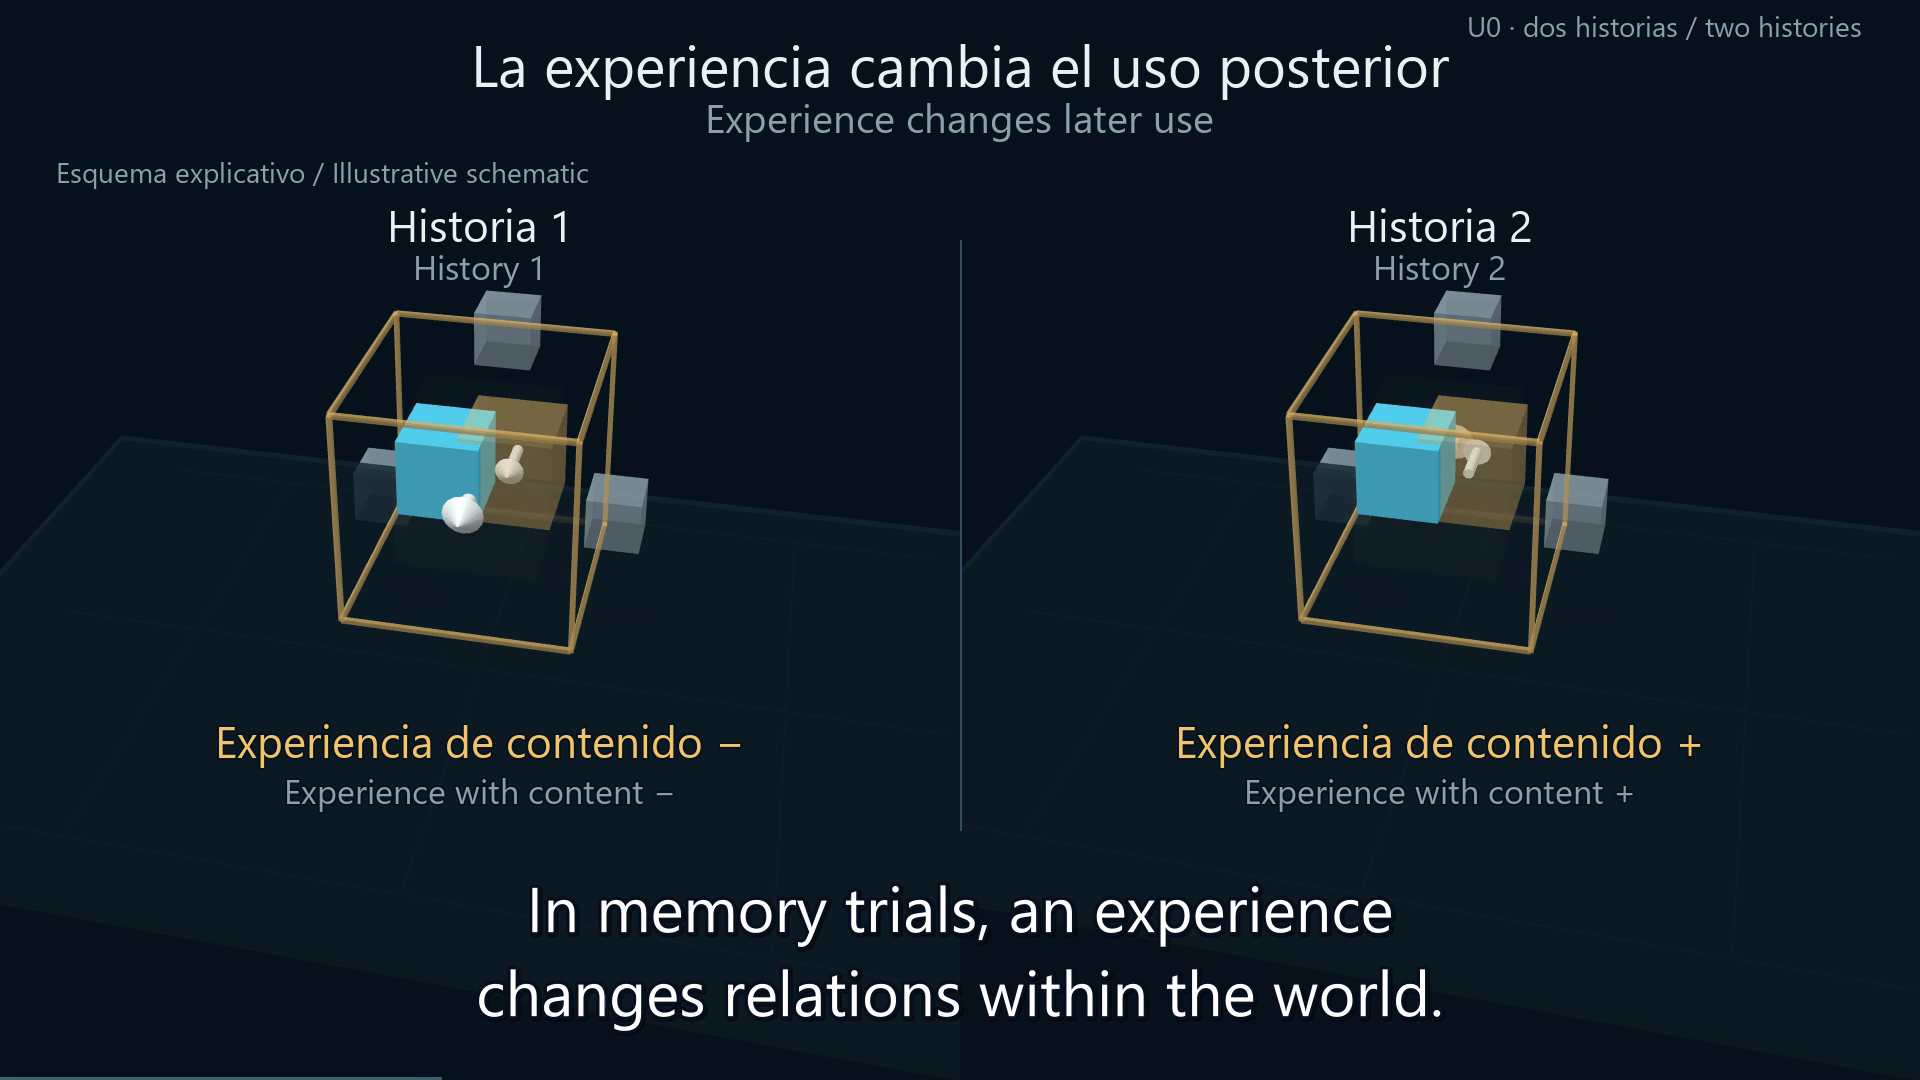 U0 · dos historias / two histories
La experiencia cambia el uso posterior
Experience changes later use
Esquema explicativo / Illustrative schematic
Historia 1
History 1
Historia 2
History 2
Experiencia de contenido −
Experience with content −
Experiencia de contenido +
Experience with content +
In memory trials, an experience
changes relations within the world.